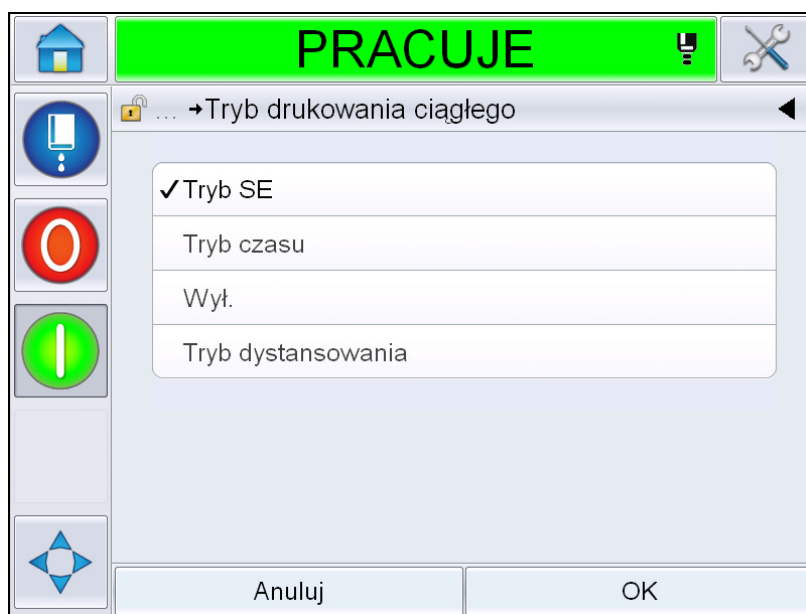 PRACUJE
... →Tryb drukowania ciągłego
✓Tryb SE
Tryb czasu
Wył.
Tryb dystansowania
Anuluj
OK